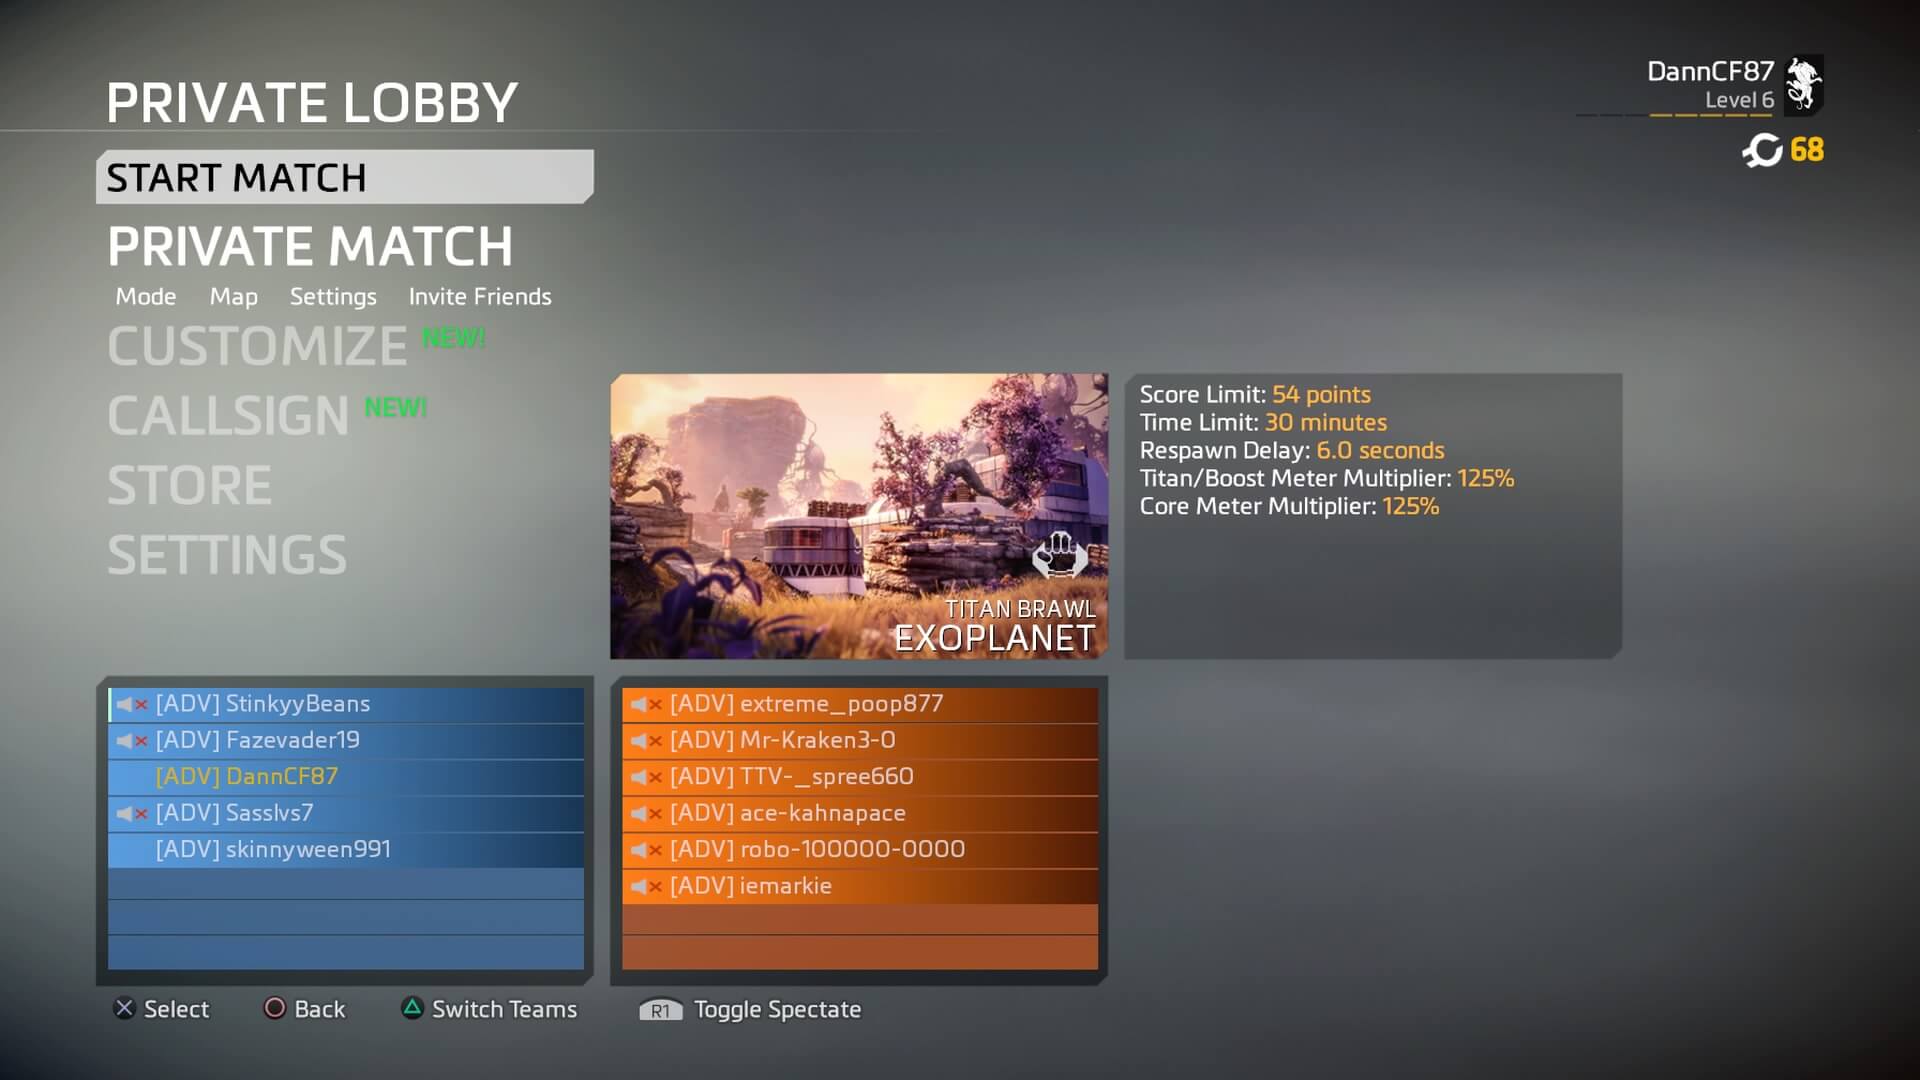 PRIVATE LOBBY
DannCF87
Level 6
68
START MATCH
PRIVATE MATCH
Mode Map Settings Invite Friends
CUSTOMIZE NEW!
CALLSIGN NEW!
STORE
SETTINGS
TITAN BRAWL
EXOPLANET
Score Limit: 54 points
Time Limit: 30 minutes
Respawn Delay: 6.0 seconds
Titan/Boost Meter Multiplier: 125%
Core Meter Multiplier: 125%
[ADV] StinkyyBeans
[ADV] Fazevader19
[ADV] DannCF87
[ADV] Sasslvs7
[ADV] skinnyween991
[ADV] extreme_poop877
[ADV] Mr-Kraken3-0
[ADV] TTV-_spree660
[ADV] ace-kahnapace
[ADV] robo-100000-0000
[ADV] iemarkie
Select Back Switch Teams R1 Toggle Spectate